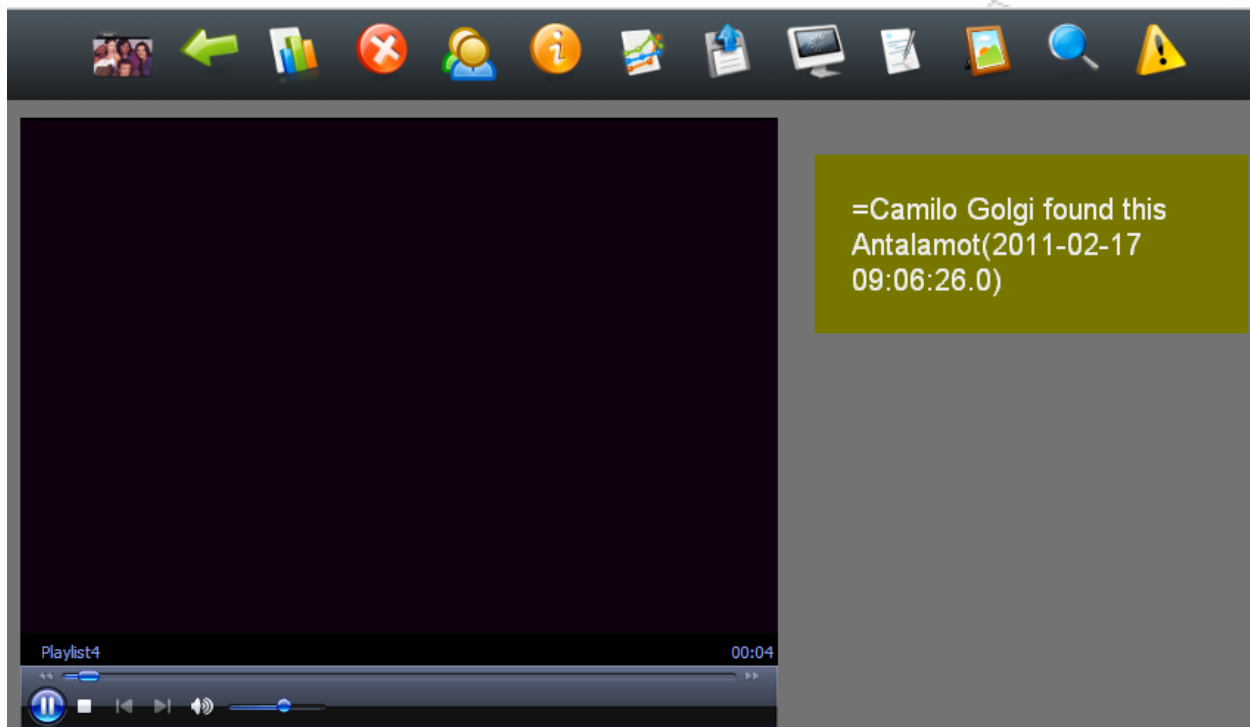 =Camilo Golgi found this
Antalamot(2011-02-17
09:06:26.0)
Playlist4
00:04